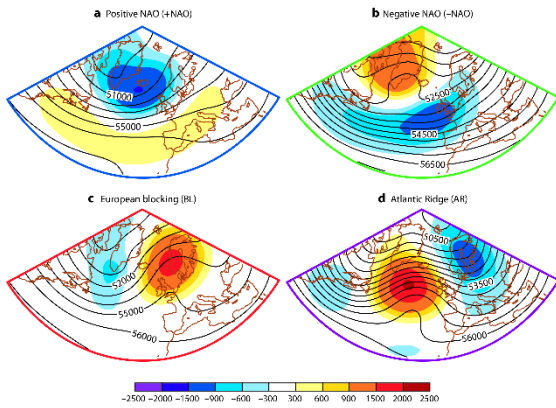 a Positive NAO (+NAO)
b Negative NAO (−NAO)
51000
55000
52500
54500
56500
c European blocking (BL)
d Atlantic Ridge (AR)
52000
55000
56000
50500
53500
56000
−2500 −2000 −1500 −900 −600 −300 300 600 900 1500 2000 2500